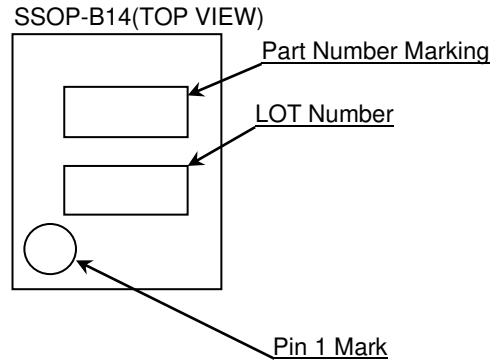 SSOP-B14(TOP VIEW)
Part Number Marking
LOT Number
Pin 1 Mark